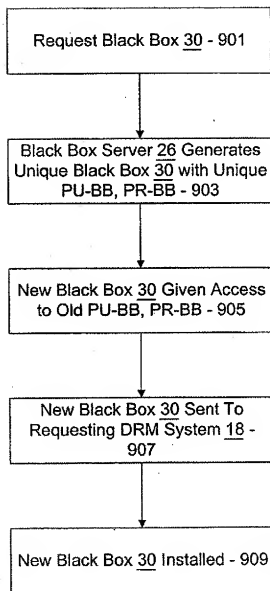 Request Black Box 30 - 901
Black Box Server 26 Generates
Unique Black Box 30 with Unique
PU-BB, PR-BB - 903
New Black Box 30 Given Access
to Old PU-BB, PR-BB - 905
New Black Box 30 Sent To
Requesting DRM System 18 -
907
New Black Box 30 Installed - 909